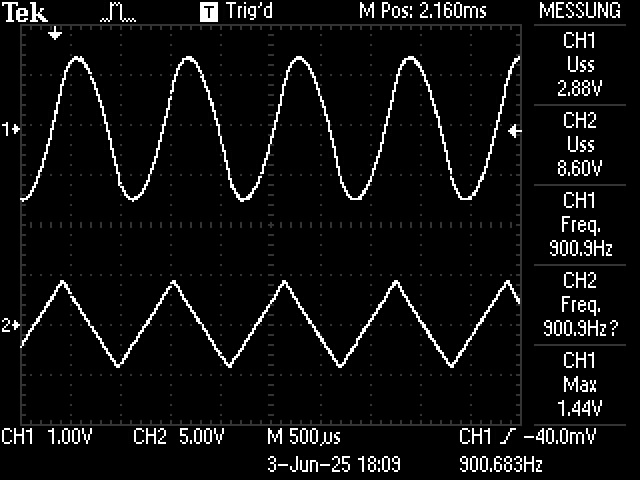 Tek T Trig'd M Pos: 2.160ms MESSUNG
CH1
Uss
2.88V
CH2
Uss
8.60V
CH1
Freq.
900.9Hz
CH2
Freq.
900.9Hz?
CH1
Max
1.44V
1
2
CH1 1.00V CH2 5.00V M 500µs CH1 -40.0mV
3-Jun-25 18:09 900.683Hz